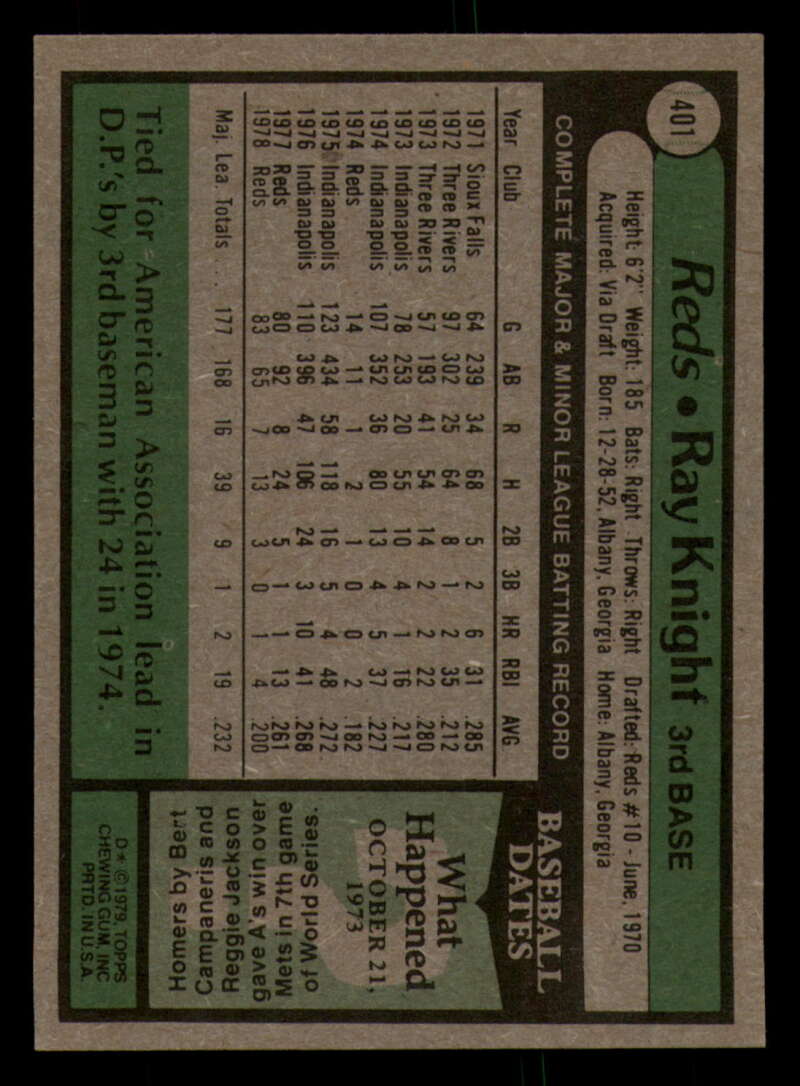 401
Reds • Ray Knight 3rd BASE
Height: 6'2" Weight: 185 Bats: Right Throws: Right Drafted: Reds #10 - June, 1970
Acquired: Via Draft Born: 12-28-52, Albany, Georgia Home: Albany, Georgia
COMPLETE MAJOR & MINOR LEAGUE BATTING RECORD
Year Club G AB R H 2B 3B HR RBI AVG
1971 Sioux Falls 64 239 34 68 5 2 6 31 .285
1972 Three Rivers 97 302 25 64 8 1 2 35 .212
1973 Three Rivers 57 193 41 54 14 2 2 22 .280
1973 Indianapolis 78 253 20 55 10 4 1 16 .217
1974 Indianapolis 107 352 36 80 13 4 5 37 .227
1974 Reds 14 11 1 2 1 0 0 2 .182
1975 Indianapolis 123 434 58 118 16 5 4 48 .272
1976 Indianapolis 110 396 47 106 24 3 10 41 .268
1977 Reds 80 92 8 24 5 1 1 13 .261
1978 Reds 83 65 7 13 3 0 1 4 .200
Maj. Lea Totals . . 177 168 16 39 9 1 2 19 .232
Tied for American Association lead in
D.P.'s by 3rd baseman with 24 in 1974.
BASEBALL
DATES
What
Happened
OCTOBER 21,
1973
Homers by Bert
Campaneris and
Reggie Jackson
gave A's win over
Mets in 7th game
of World Series.
D* © 1979, TOPPS
CHEWING GUM, INC
PRTD. IN U.S.A.